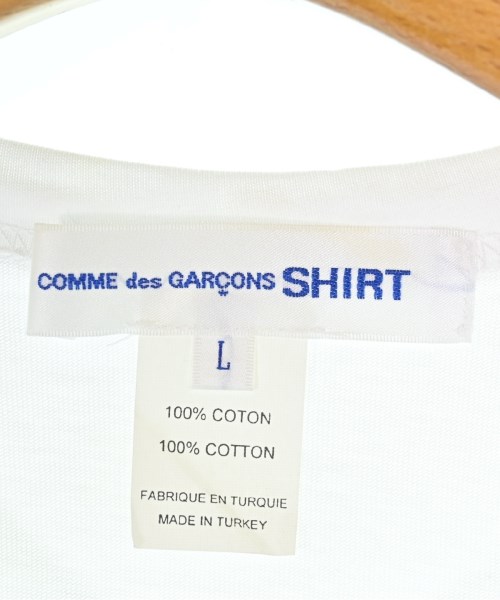 COMME des GARÇONS SHIRT
L
100% COTON
100% COTTON
FABRIQUE EN TURQUIE
MADE IN TURKEY